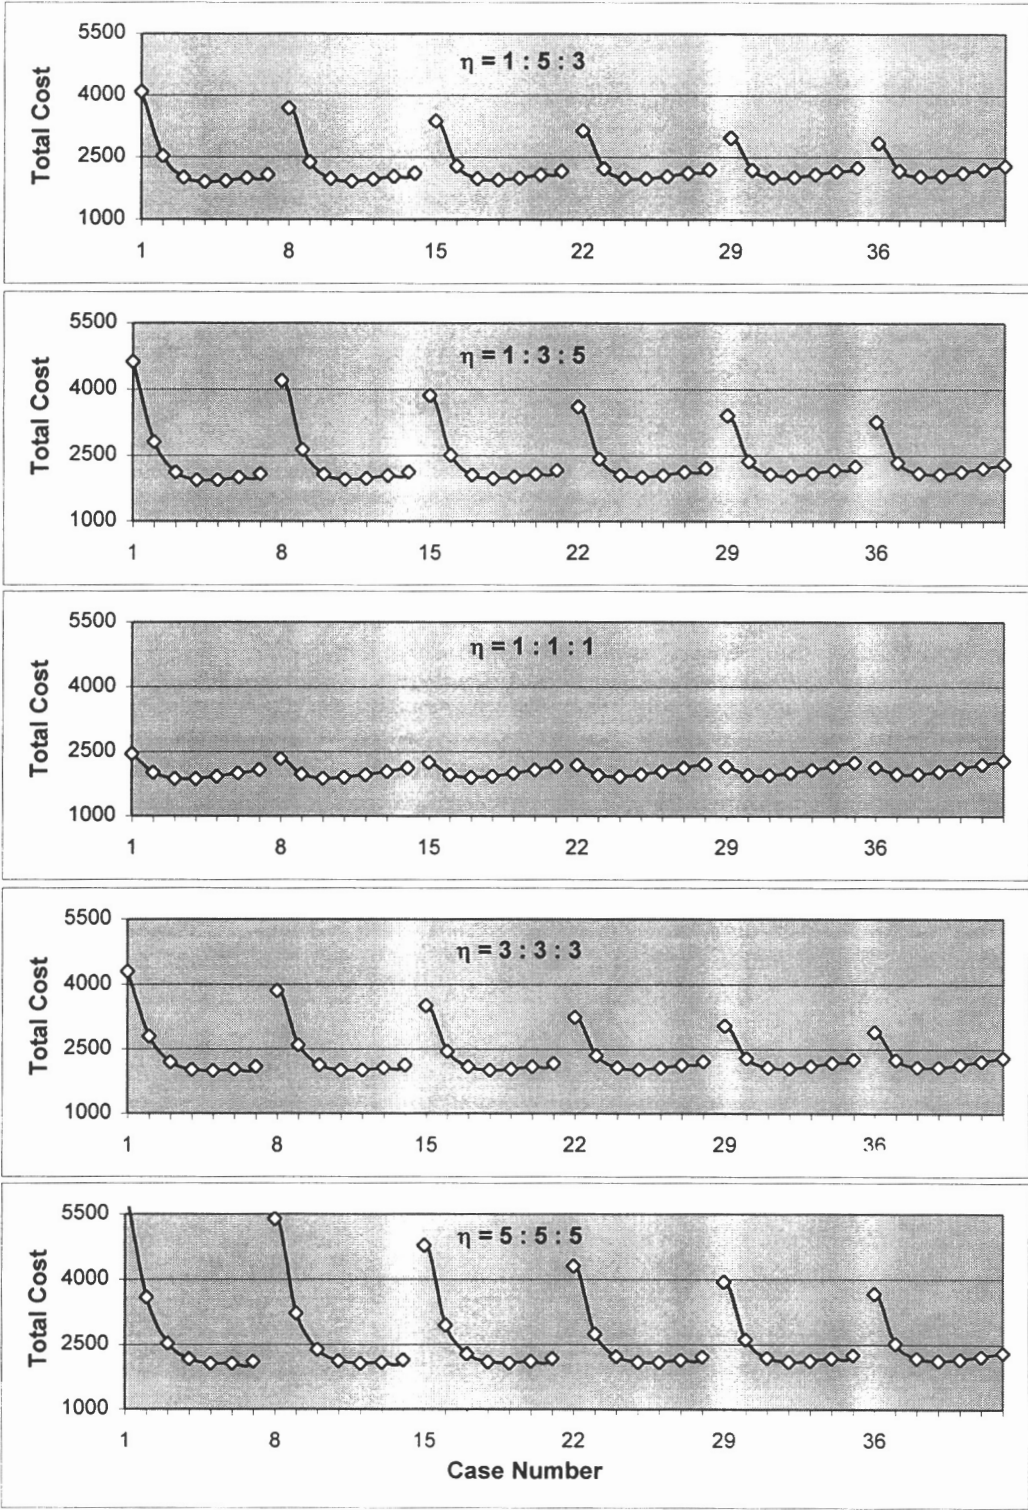 5500
η = 1 : 5 : 3
4000
Total Cost
2500
1000
1 8 15 22 29 36
5500
η = 1 : 3 : 5
4000
Total Cost
2500
1000
1 8 15 22 29 36
5500
η = 1 : 1 : 1
4000
Total Cost
2500
1000
1 8 15 22 29 36
5500
η = 3 : 3 : 3
4000
Total Cost
2500
1000
1 8 15 22 29 36
5500
η = 5 : 5 : 5
4000
Total Cost
2500
1000
1 8 15 22 29 36
Case Number